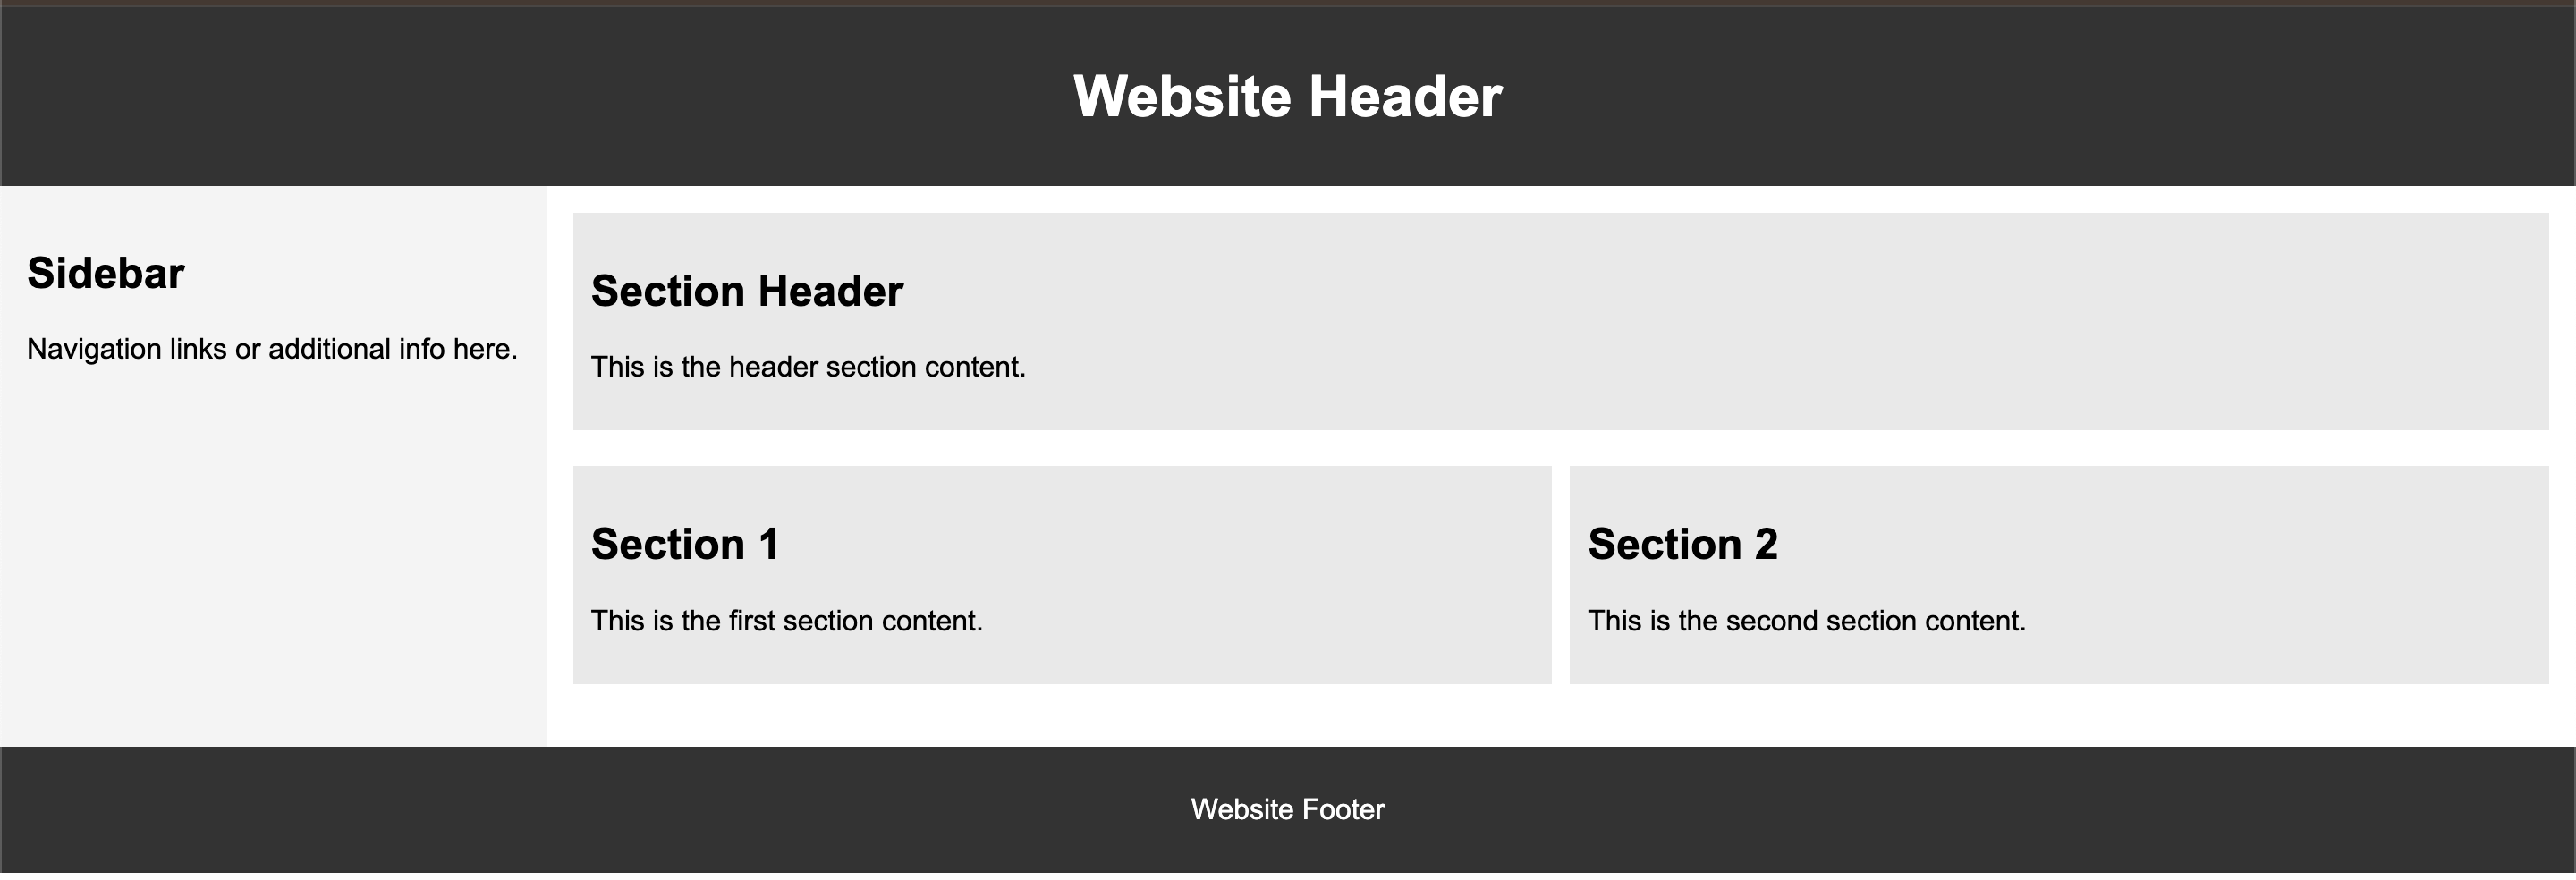 Website Header
Sidebar
Navigation links or additional info here.
Section Header
This is the header section content.
Section 1
This is the first section content.
Section 2
This is the second section content.
Website Footer